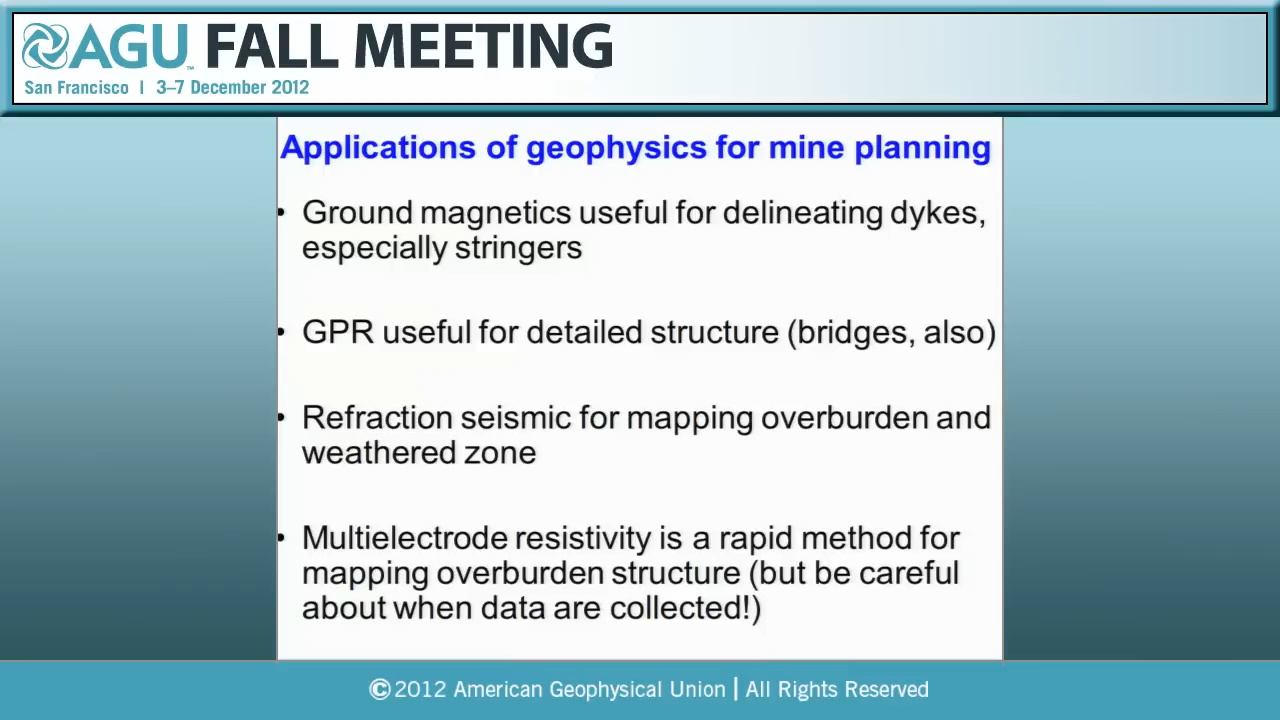 AGU™ FALL MEETING
San Francisco | 3–7 December 2012
Applications of geophysics for mine planning
• Ground magnetics useful for delineating dykes,
especially stringers
• GPR useful for detailed structure (bridges, also)
• Refraction seismic for mapping overburden and
weathered zone
• Multielectrode resistivity is a rapid method for
mapping overburden structure (but be careful
about when data are collected!)
©2012 American Geophysical Union | All Rights Reserved